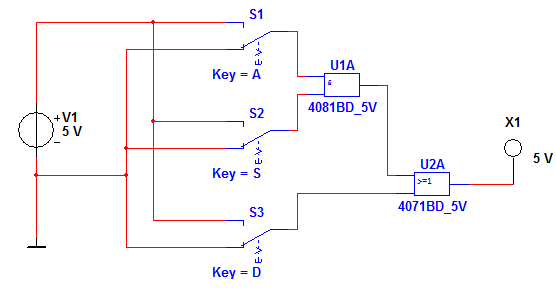 S1
Key = A
U1A
&
4081BD_5V
+ V1
5 V
−
S2
Key = S
X1
5 V
U2A
>=1
4071BD_5V
S3
Key = D